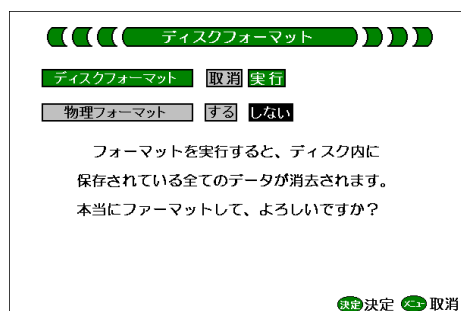 ディスクフォーマット
ディスクフォーマット 取消 実行
物理フォーマット する しない
フォーマットを実行すると、ディスク内に
保存されている全てのデータが消去されます。
本当にファーマットして、よろしいですか？
決定 決定 メニュー 取消